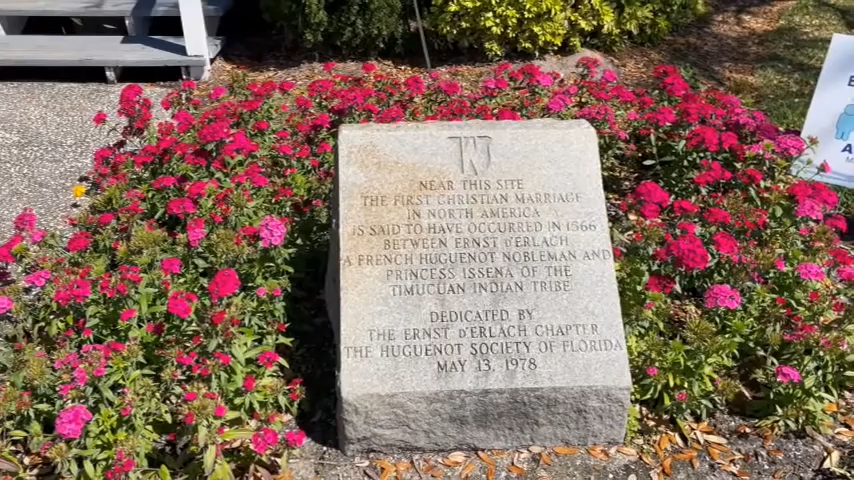 NEAR THIS SITE
THE FIRST CHRISTIAN MARRIAGE
IN NORTH AMERICA
IS SAID TO HAVE OCCURRED IN 1566
BETWEEN ERNST D'ERLACH
A FRENCH HUGUENOT NOBLEMAN AND
PRINCESS ISSENA OF THE
TIMUCUAN INDIAN TRIBE
DEDICATED BY
THE ERNST D'ERLACH CHAPTER
THE HUGUENOT SOCIETY OF FLORIDA
MAY 13, 1978